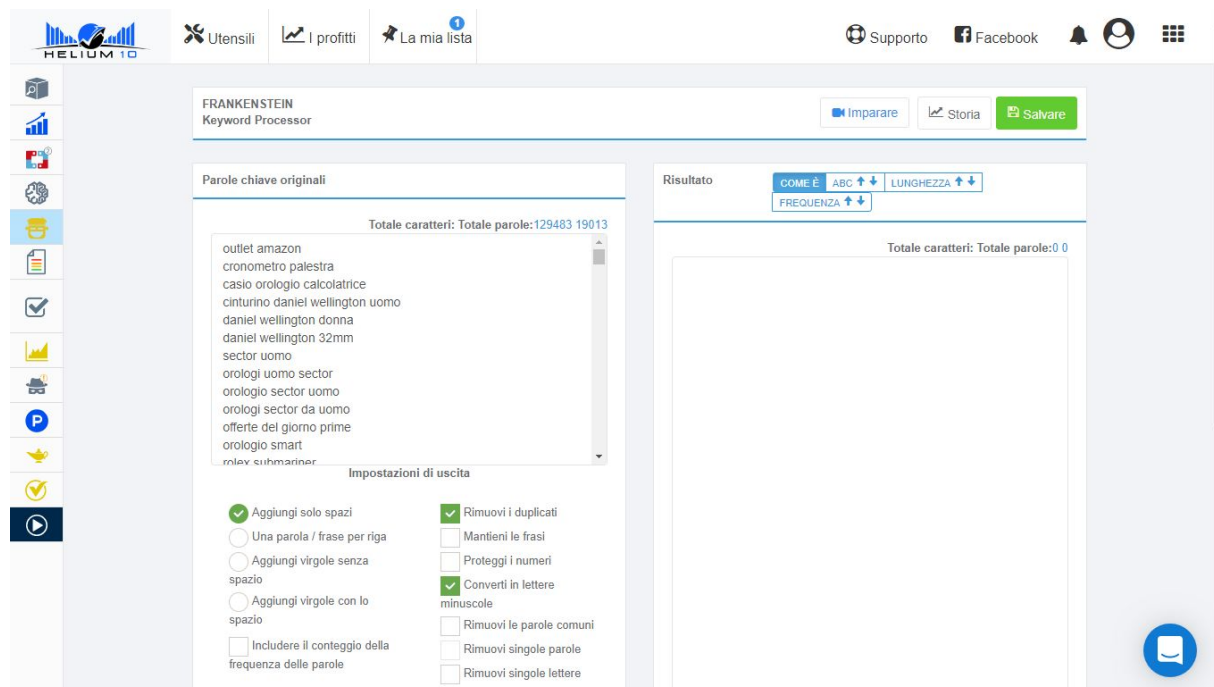 HELIUM 10
Utensili
I profitti
La mia lista
1
Supporto
Facebook
FRANKENSTEIN
Keyword Processor
Imparare
Storia
Salvare
Parole chiave originali
Totale caratteri: Totale parole:129483 19013
outlet amazon
cronometro palestra
casio orologio calcolatrice
cinturino daniel wellington uomo
daniel wellington donna
daniel wellington 32mm
sector uomo
orologi uomo sector
orologio sector uomo
orologi sector da uomo
offerte del giorno prime
orologio smart
rolex submariner
Impostazioni di uscita
Aggiungi solo spazi
Una parola / frase per riga
Aggiungi virgole senza
spazio
Aggiungi virgole con lo
spazio
Includere il conteggio della
frequenza delle parole
Rimuovi i duplicati
Mantieni le frasi
Proteggi i numeri
Converti in lettere
minuscole
Rimuovi le parole comuni
Rimuovi singole parole
Rimuovi singole lettere
Risultato
COME È ABC LUNGHEZZA
FREQUENZA
Totale caratteri: Totale parole:0 0